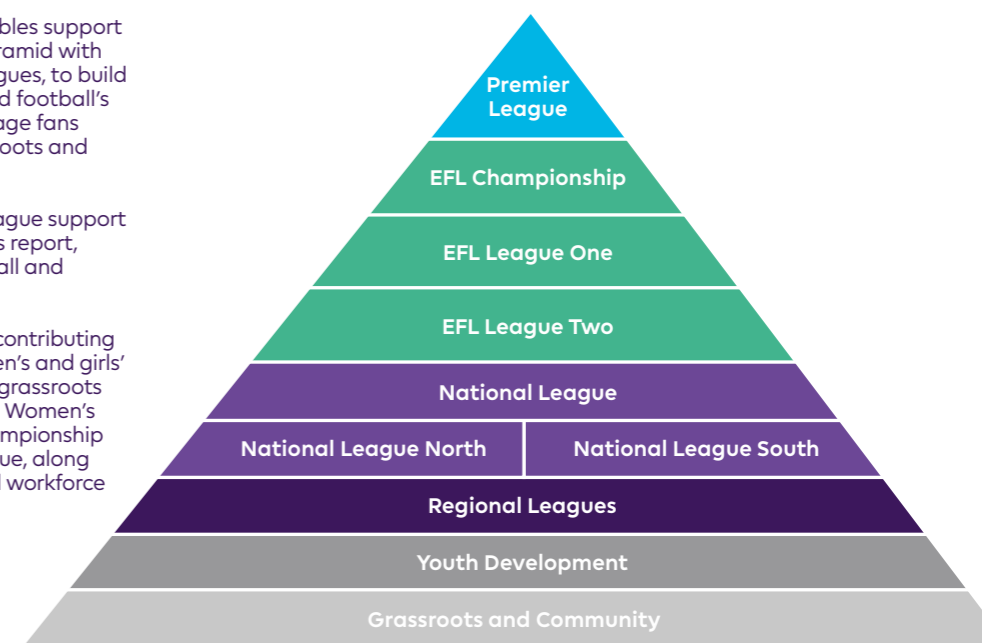 bles support
ramid with
gues, to build
d football's
age fans
oots and
ague support
s report,
all and
contributing
en's and girls'
grassroots
Women's
mpionship
ue, along
workforce
Premier
League
EFL Championship
EFL League One
EFL League Two
National League
National League North
National League South
Regional Leagues
Youth Development
Grassroots and Community